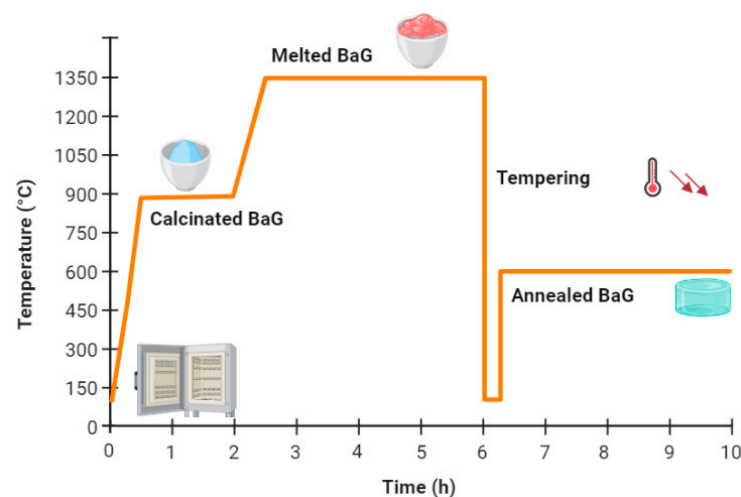 Melted BaG
1350
1200
1050
900
750
600
450
300
150
0
Temperature (°C)
Calcinated BaG
Tempering
Annealed BaG
0 1 2 3 4 5 6 7 8 9 10
Time (h)